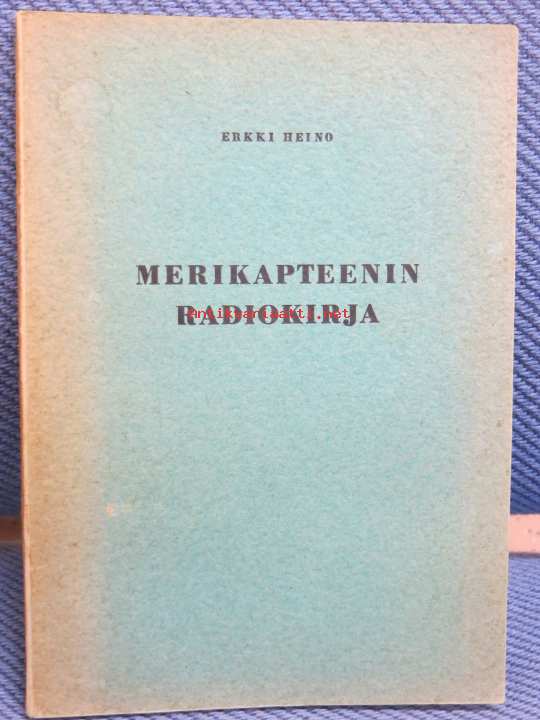 ERKKI HEINO
MERIKAPTEENIN
RADIOKIRJA
Antikvariaatti.net